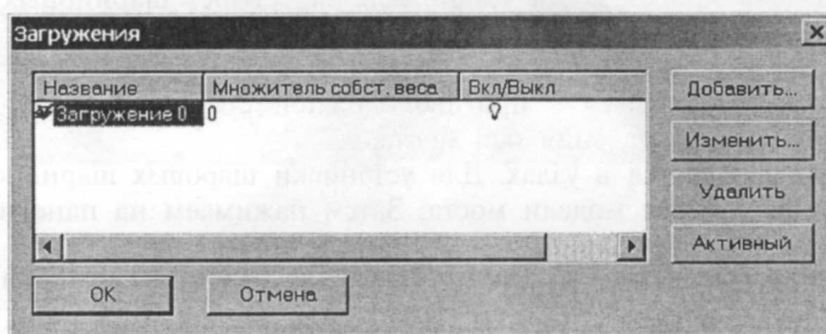 Загружения
Название Множитель собст. веса Вкл/Выкл
Загружение 0 0
Добавить...
Изменить...
Удалить
Активный
OK Отмена